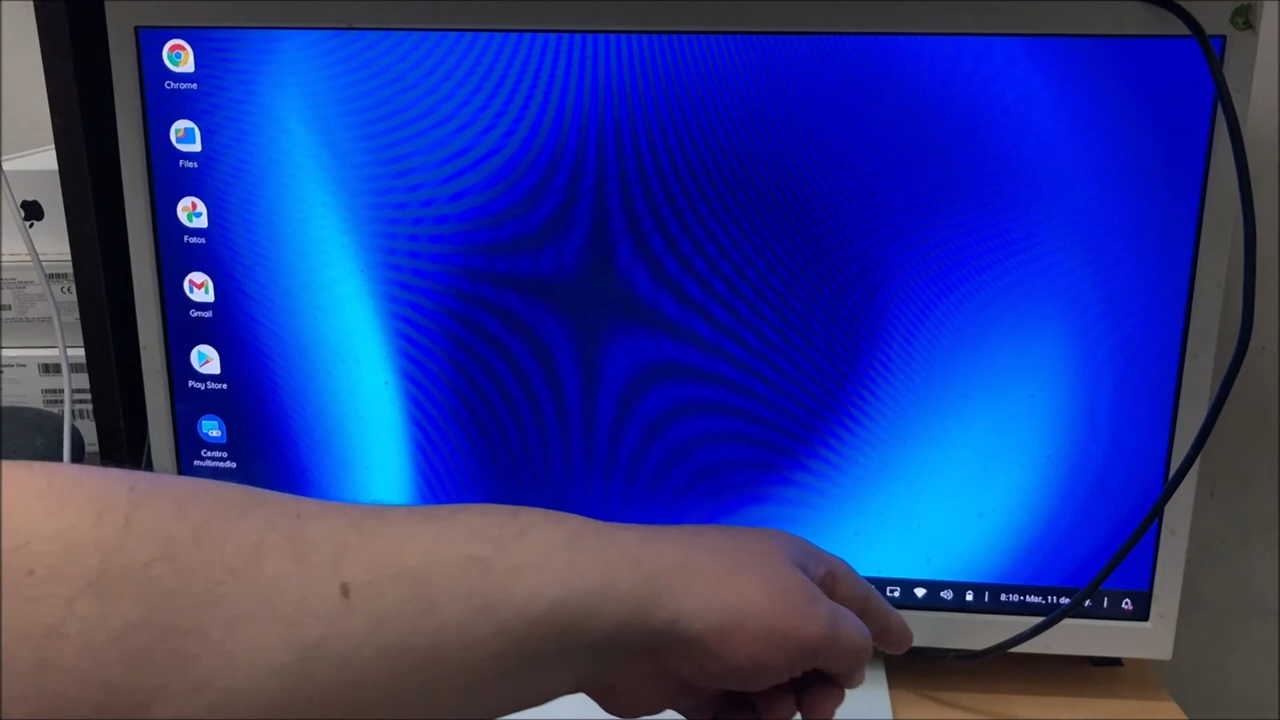 Chrome
Files
Fotos
Gmail
Play Store
Centro
multimedia
8:10 • Mar., 11 de